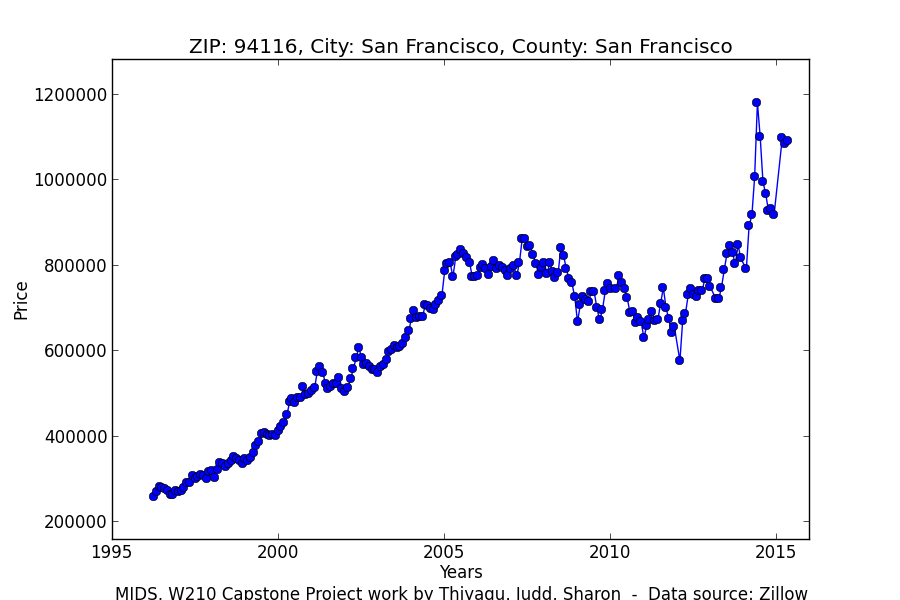 ZIP: 94116, City: San Francisco, County: San Francisco
1200000
1000000
800000
600000
400000
200000
Price
1995 2000 2005 2010 2015
Years
MIDS, W210 Capstone Project work by Thiyagu, Judd, Sharon - Data source: Zillow